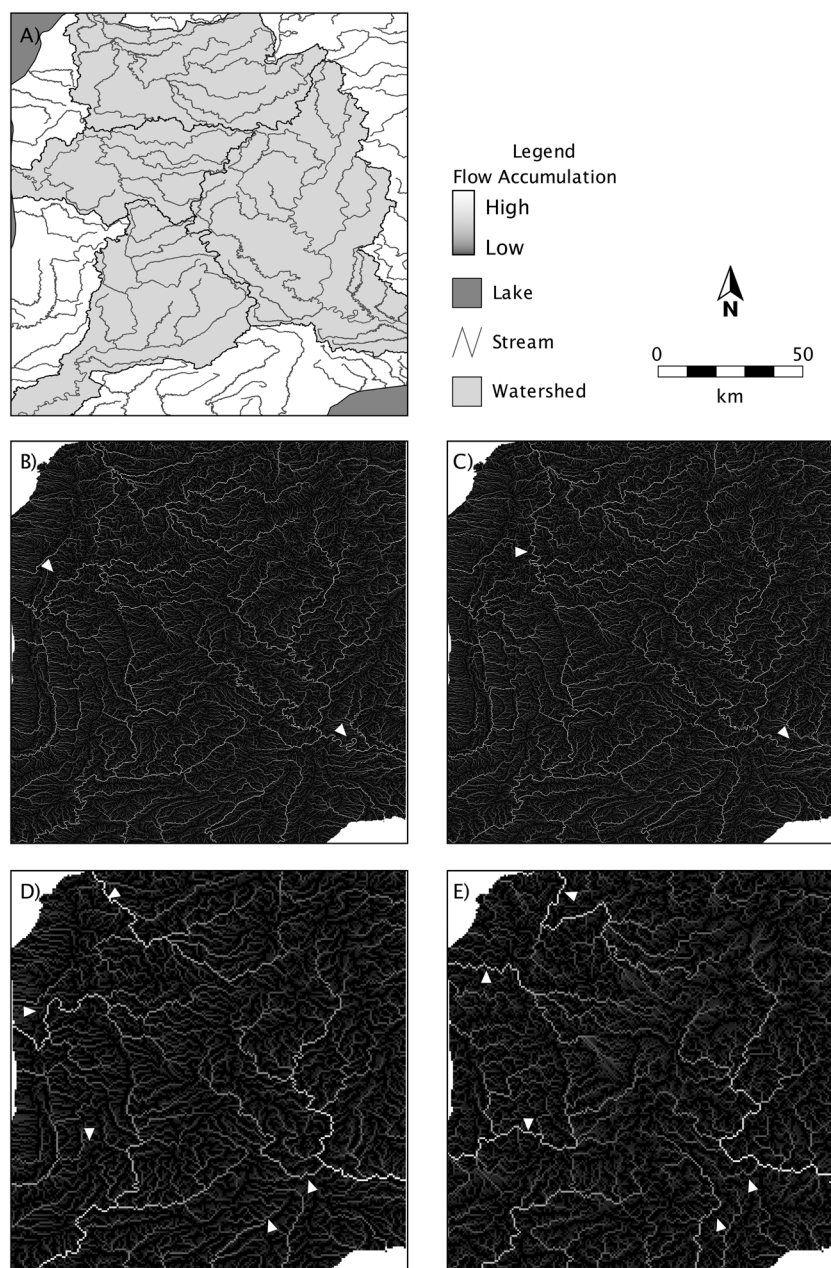 A)
Legend
Flow Accumulation
High
Low
Lake
Stream
Watershed
N
0 50
km
B)
C)
D)
E)